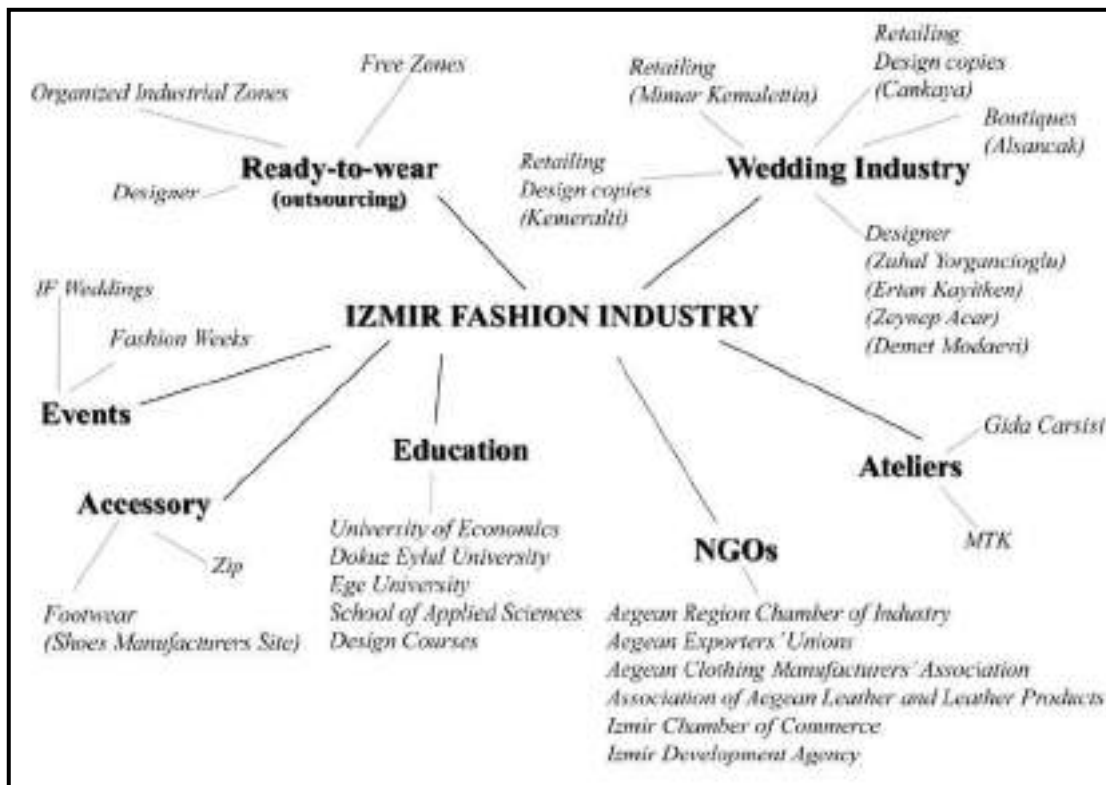 Free Zones
Organized Industrial Zones
Ready-to-wear
(outsourcing)
Designer
Retailing
(Mimar Kemalettin)
Retailing
Design copies
(Cankaya)
Boutiques
(Alsancak)
Wedding Industry
Retailing
Design copies
(Kemeralti)
Designer
(Zuhal Yorgancioglu)
(Ertan Kayitken)
(Zeynep Acar)
(Demet Modaevi)
IZMIR FASHION INDUSTRY
IF Weddings
Fashion Weeks
Events
Accessory
Zip
Footwear
(Shoes Manufacturers Site)
Education
University of Economics
Dokuz Eylul University
Ege University
School of Applied Sciences
Design Courses
NGOs
Aegean Region Chamber of Industry
Aegean Exporters' Unions
Aegean Clothing Manufacturers' Association
Association of Aegean Leather and Leather Products
Izmir Chamber of Commerce
Izmir Development Agency
Ateliers
Gida Carsisi
MTK